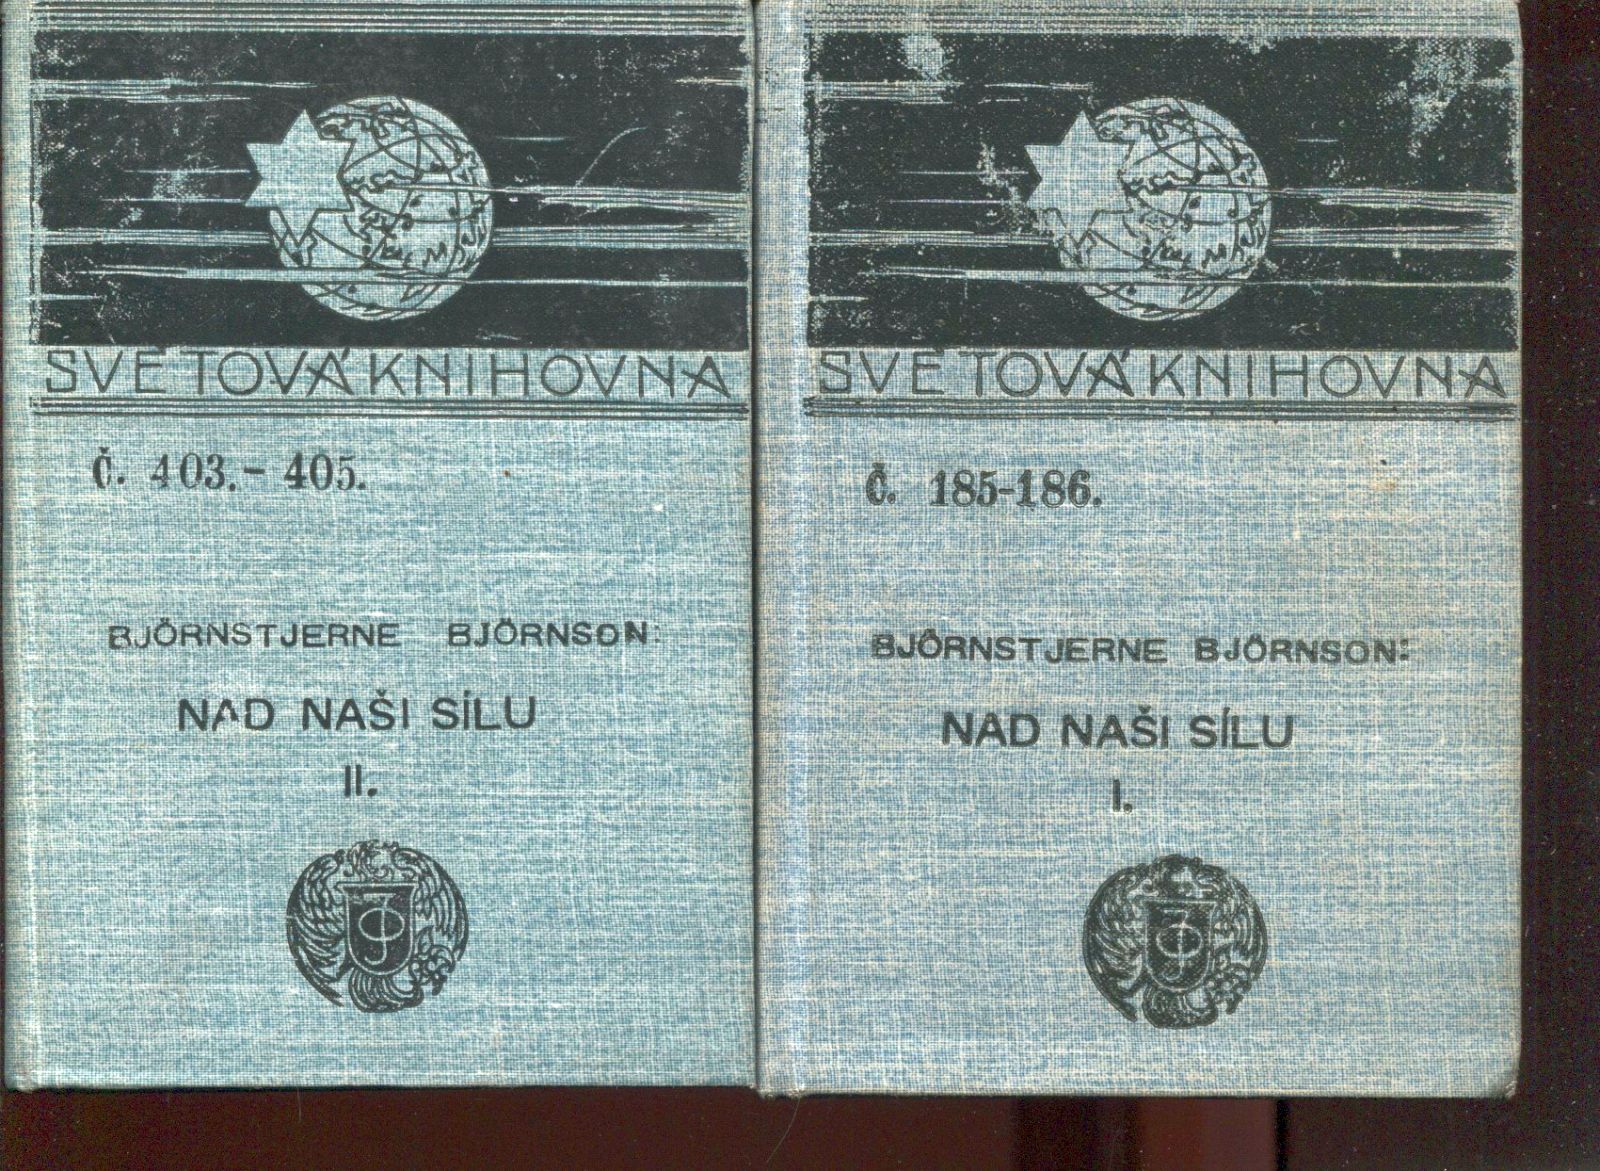 SVĚTOVÁ KNIHOVNA
Č. 403.- 405.
BJÖRNSTJERNE BJÖRNSON:
NAD NAŠI SÍLU
II.
SVĚTOVÁ KNIHOVNA
Č. 185-186.
BJÖRNSTJERNE BJÖRNSON:
NAD NAŠI SÍLU
I.